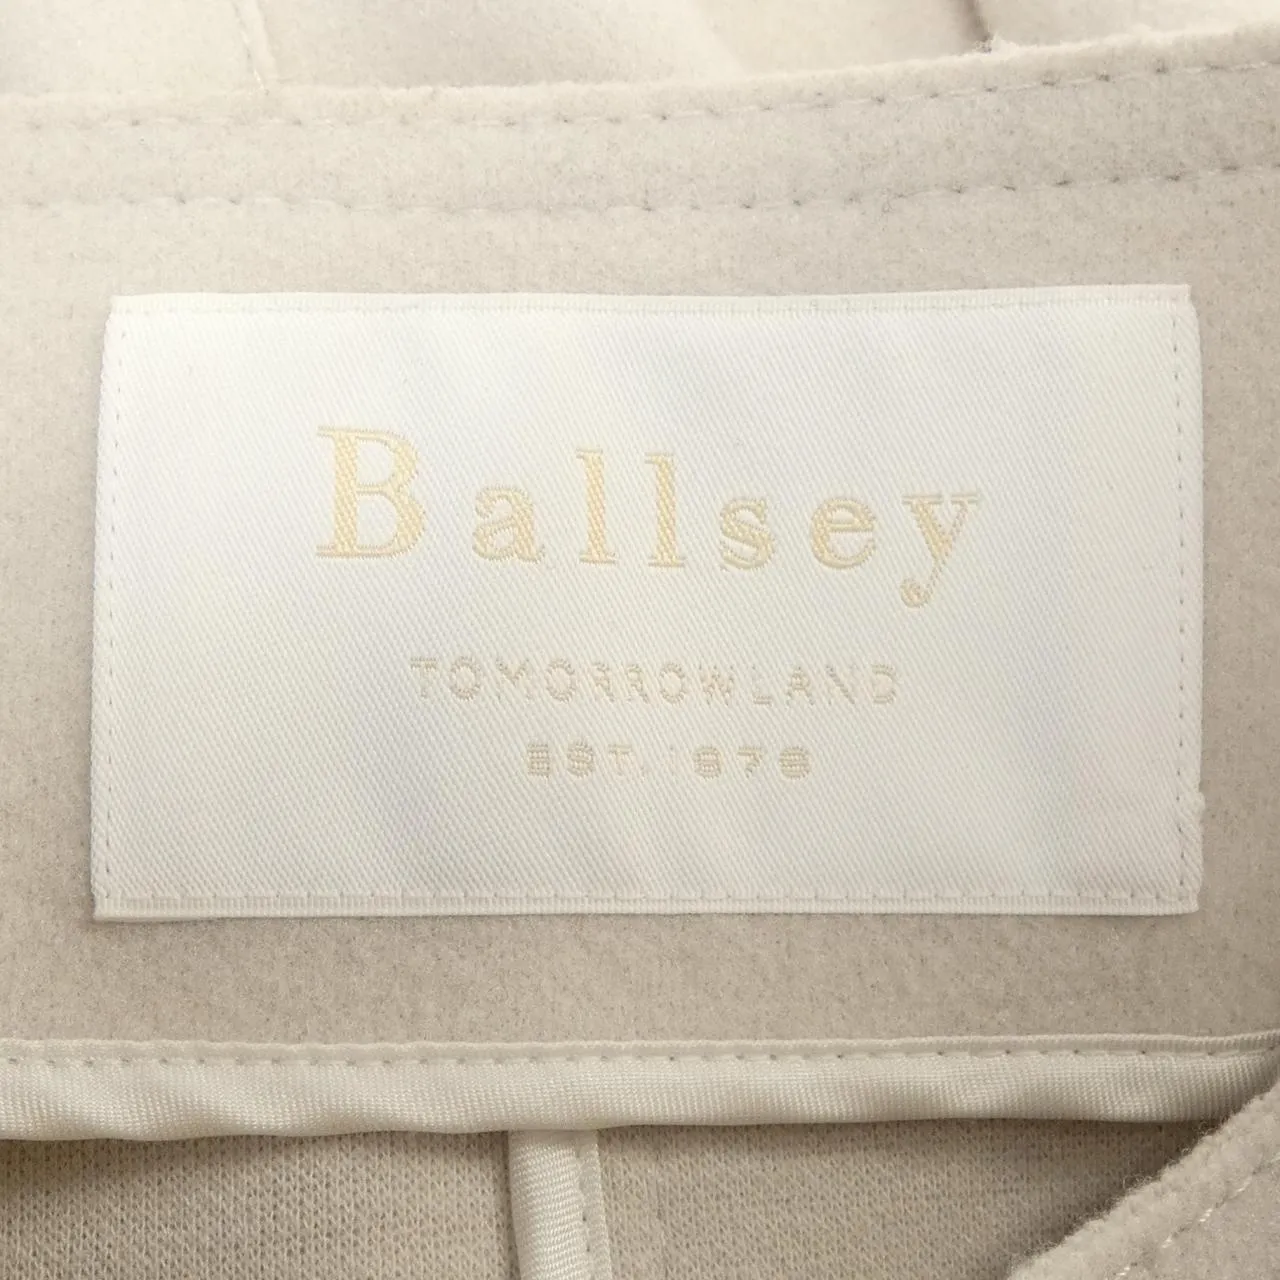 Ballsey
TOMORROWLAND
EST. 1978